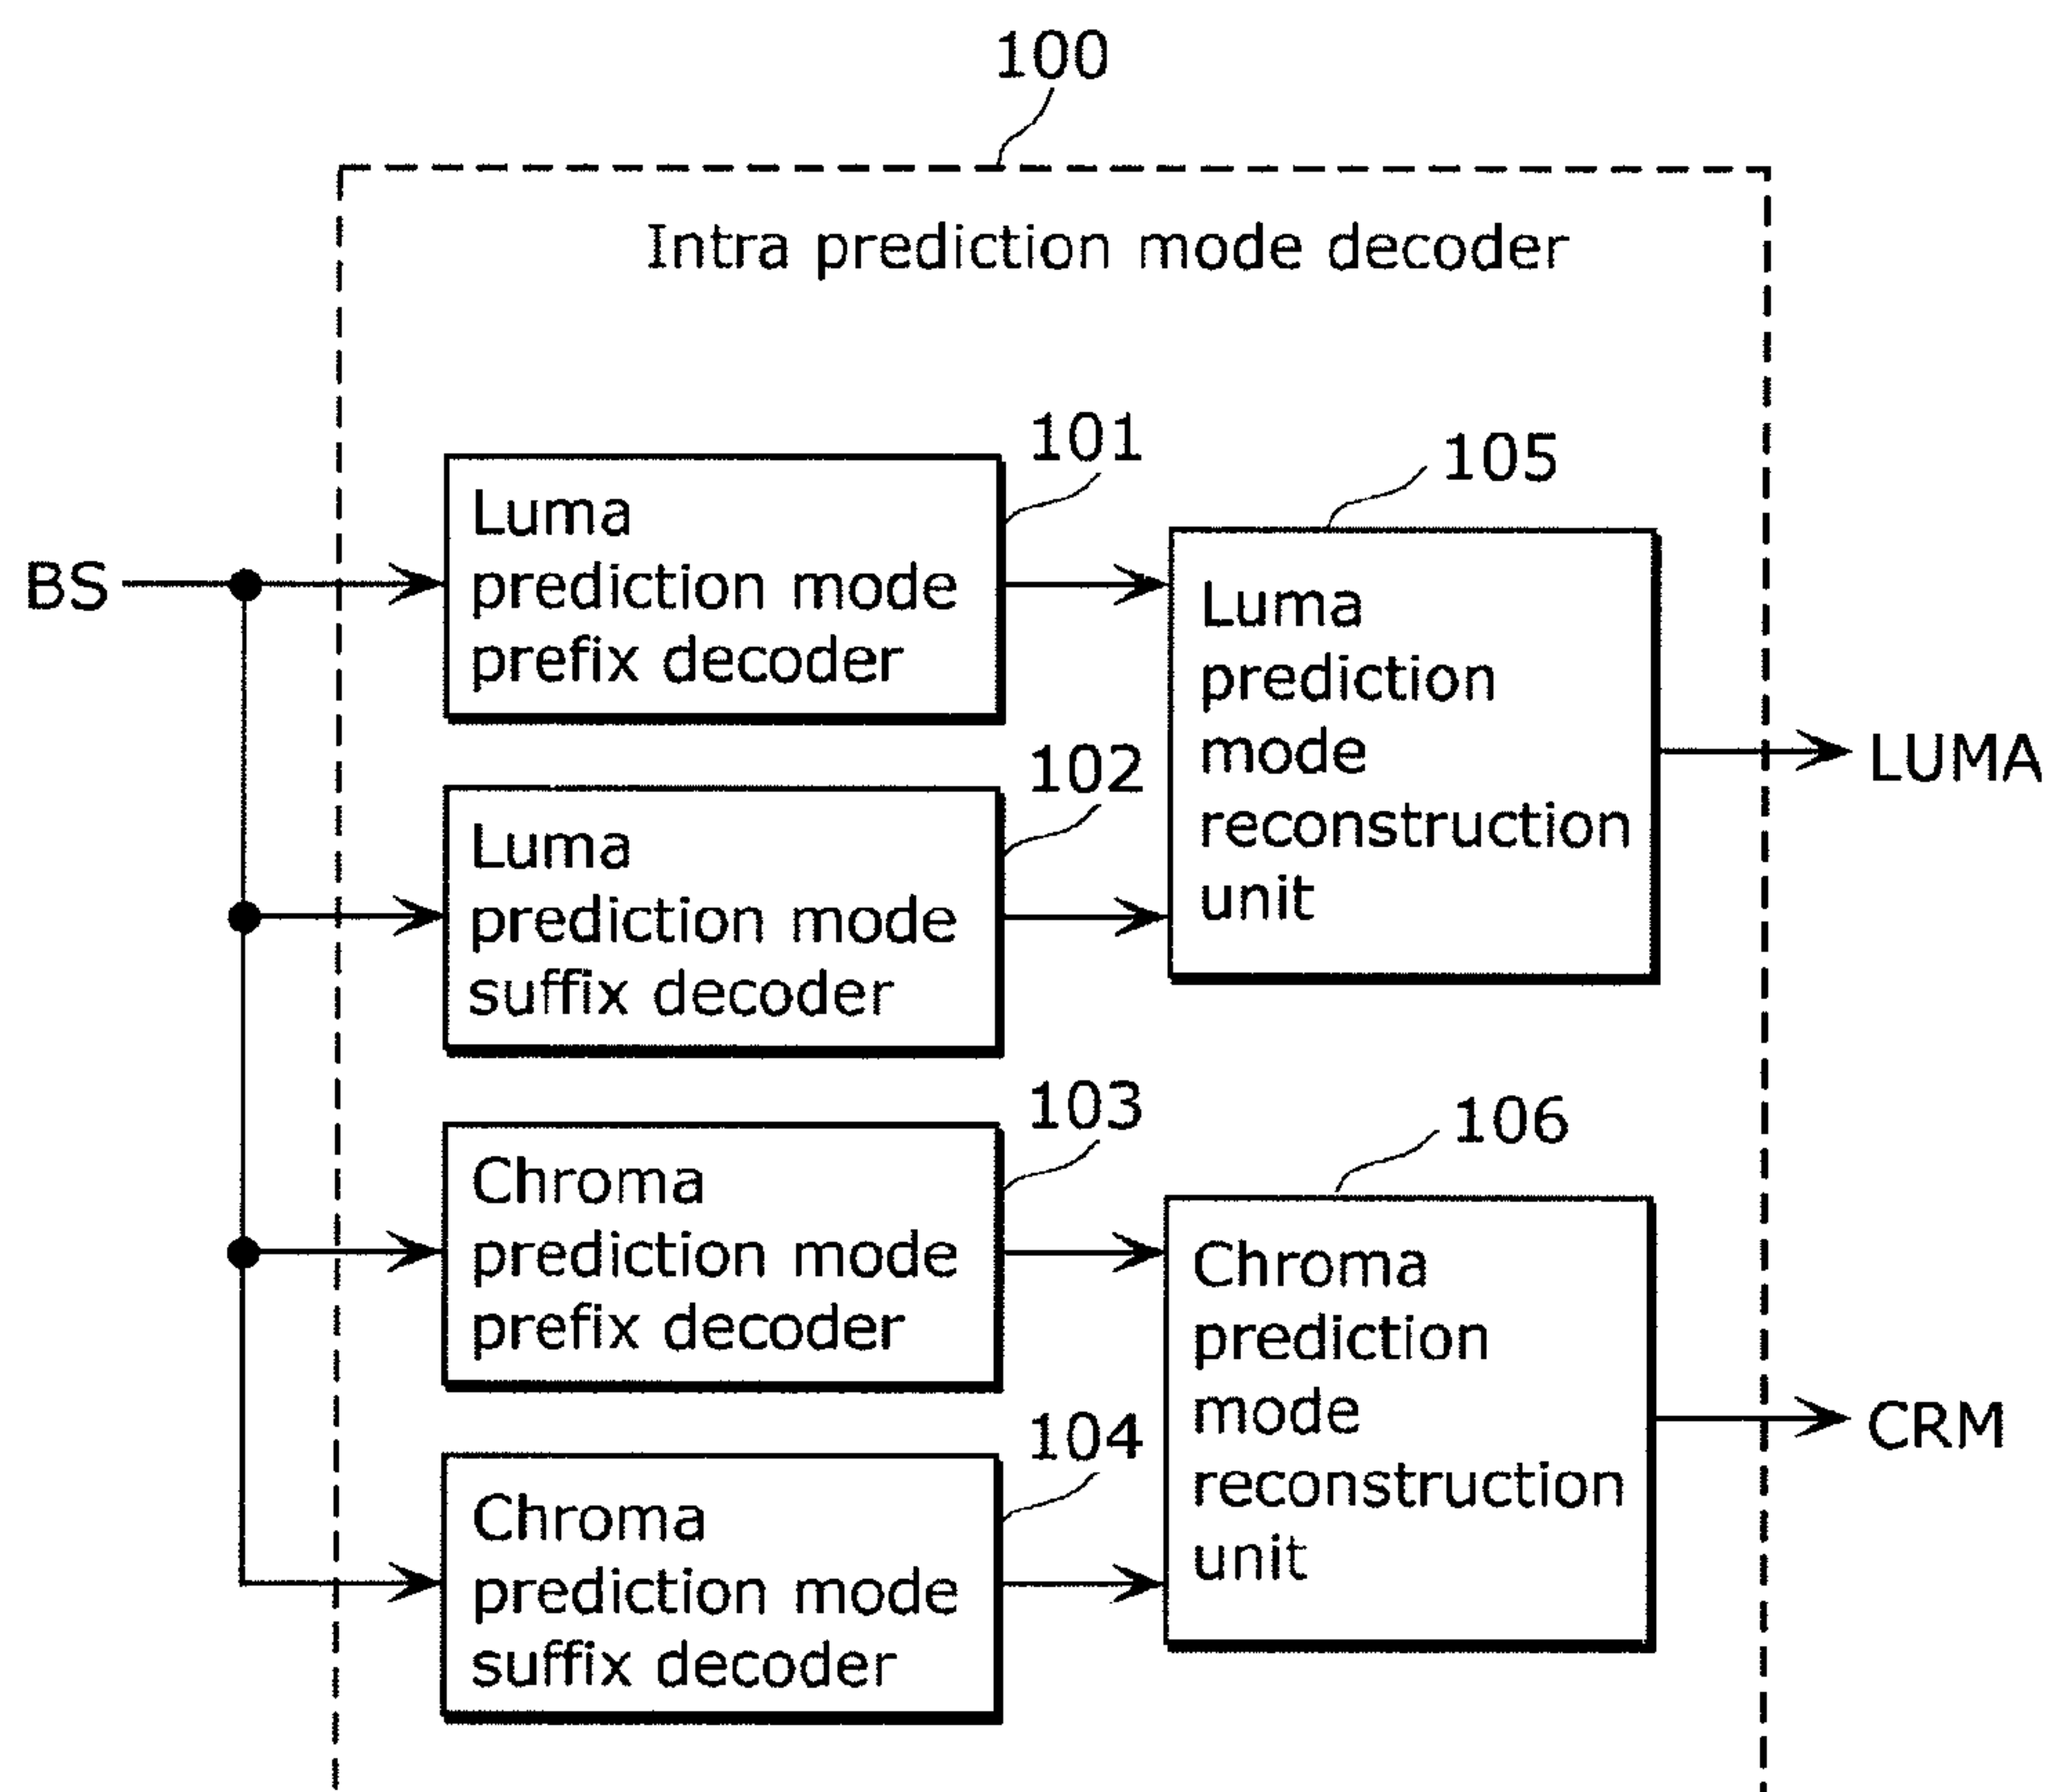 100
Intra prediction mode decoder
101
Luma
prediction mode
prefix decoder
105
Luma
prediction
mode
reconstruction
unit
BS
LUMA
102
Luma
prediction mode
suffix decoder
103
Chroma
prediction mode
prefix decoder
106
Chroma
prediction
mode
reconstruction
unit
CRM
104
Chroma
prediction mode
suffix decoder